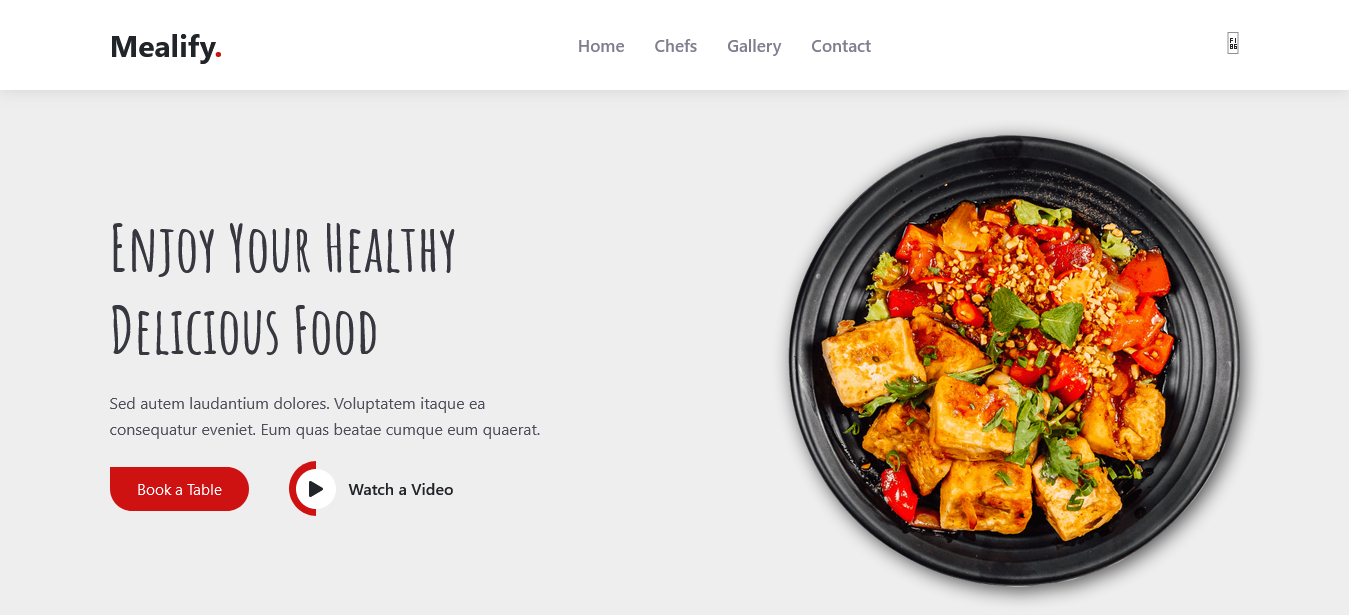 Mealify.
Home Chefs Gallery Contact
Enjoy Your Healthy
Delicious Food
Sed autem laudantium dolores. Voluptatem itaque ea
consequatur eveniet. Eum quas beatae cumque eum quaerat.
Book a Table
Watch a Video